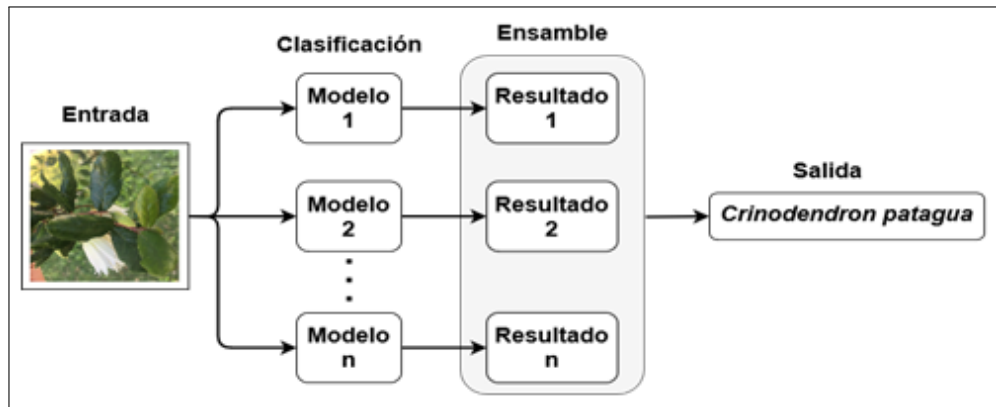 Entrada
Clasificación
Modelo
1
Modelo
2
Modelo
n
Ensamble
Resultado
1
Resultado
2
Resultado
n
Salida
Crinodendron patagua